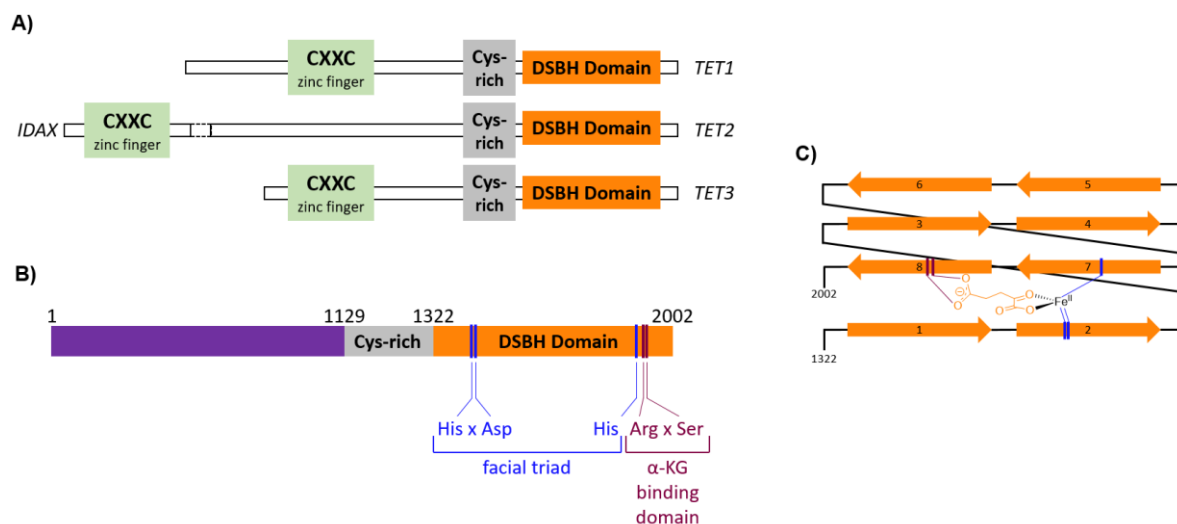 A)
CXXC
zinc finger
Cys-
rich
DSBH Domain
TET1
IDAX
CXXC
zinc finger
Cys-
rich
DSBH Domain
TET2
CXXC
zinc finger
Cys-
rich
DSBH Domain
TET3
B)
1
1129
1322
2002
Cys-rich
DSBH Domain
His x Asp
His
Arg x Ser
facial triad
α-KG
binding
domain
C)
6
5
3
4
8
7
2002
O
⊖
O
O
O
O
Fe^II
1
2
1322